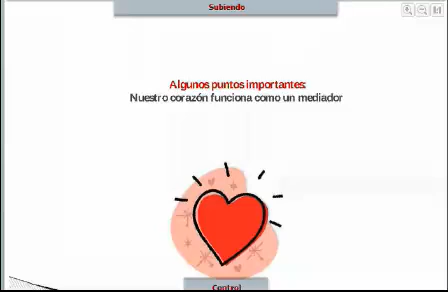 Subiendo
Algunos puntos importantes:
Nuestro corazón funciona como un mediador
Control